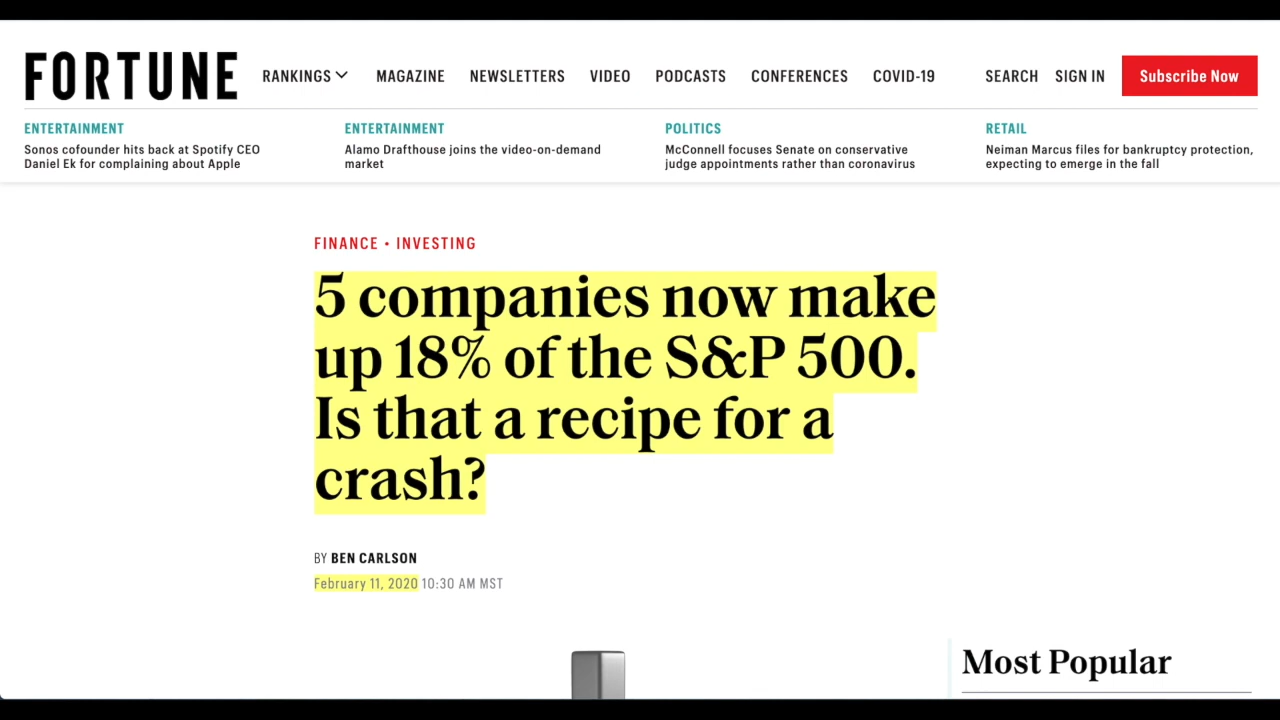 FORTUNE
RANKINGS MAGAZINE NEWSLETTERS VIDEO PODCASTS CONFERENCES COVID-19 SEARCH SIGN IN Subscribe Now
ENTERTAINMENT
Sonos cofounder hits back at Spotify CEO
Daniel Ek for complaining about Apple
ENTERTAINMENT
Alamo Drafthouse joins the video-on-demand
market
POLITICS
McConnell focuses Senate on conservative
judge appointments rather than coronavirus
RETAIL
Neiman Marcus files for bankruptcy protection,
expecting to emerge in the fall
FINANCE • INVESTING
5 companies now make
up 18% of the S&P 500.
Is that a recipe for a
crash?
BY BEN CARLSON
February 11, 2020 10:30 AM MST
Most Popular